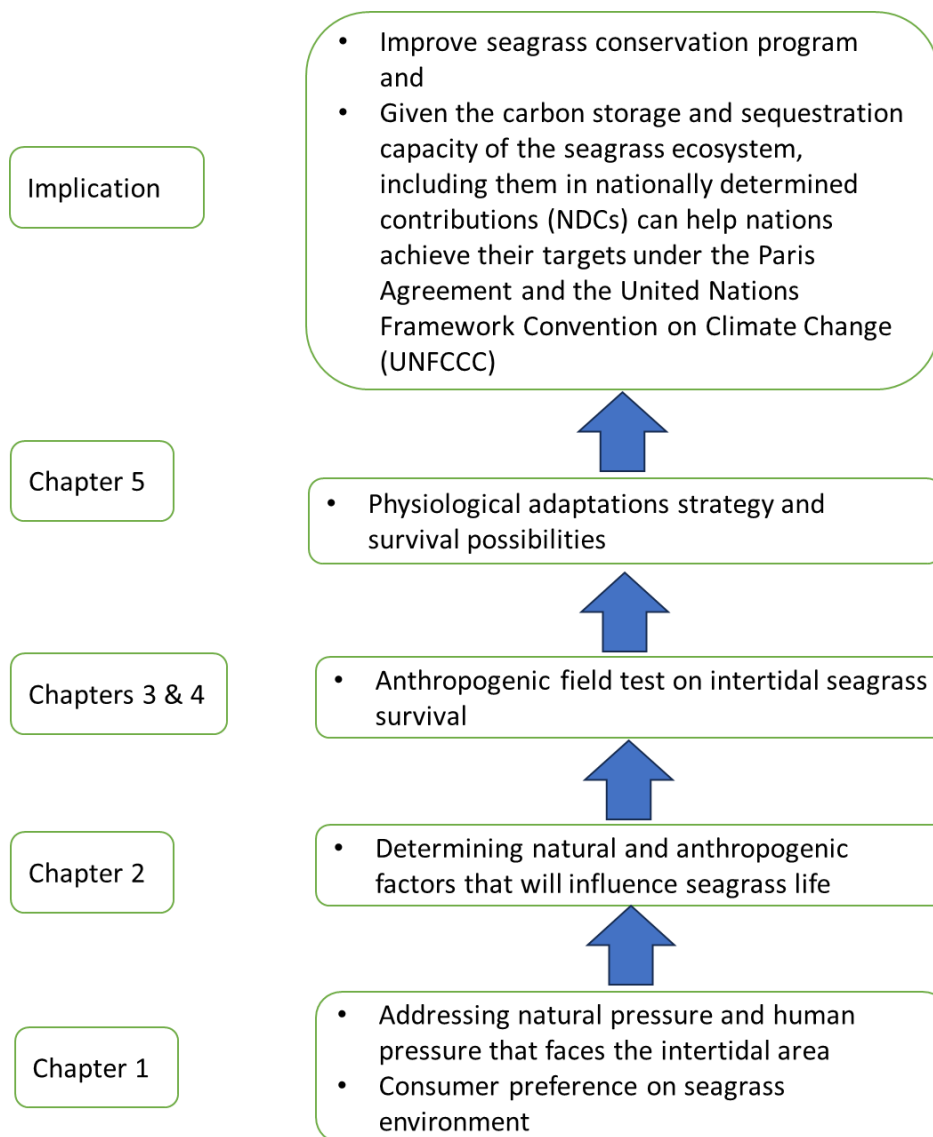 • Improve seagrass conservation program
and
• Given the carbon storage and sequestration
capacity of the seagrass ecosystem,
including them in nationally determined
contributions (NDCs) can help nations
achieve their targets under the Paris
Agreement and the United Nations
Framework Convention on Climate Change
(UNFCCC)
Implication
Chapter 5
• Physiological adaptations strategy and
survival possibilities
Chapters 3 & 4
• Anthropogenic field test on intertidal seagrass
survival
Chapter 2
• Determining natural and anthropogenic
factors that will influence seagrass life
Chapter 1
• Addressing natural pressure and human
pressure that faces the intertidal area
• Consumer preference on seagrass
environment